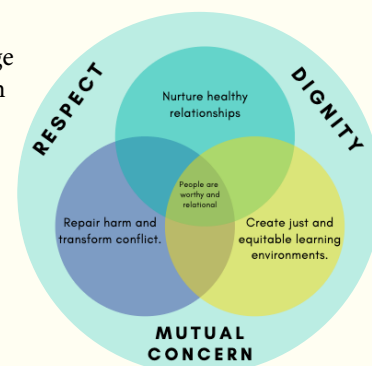 RESPECT
DIGNITY
Nurture healthy
relationships
People are
worthy and
relational
Repair harm and
transform conflict.
Create just and
equitable learning
environments.
MUTUAL
CONCERN